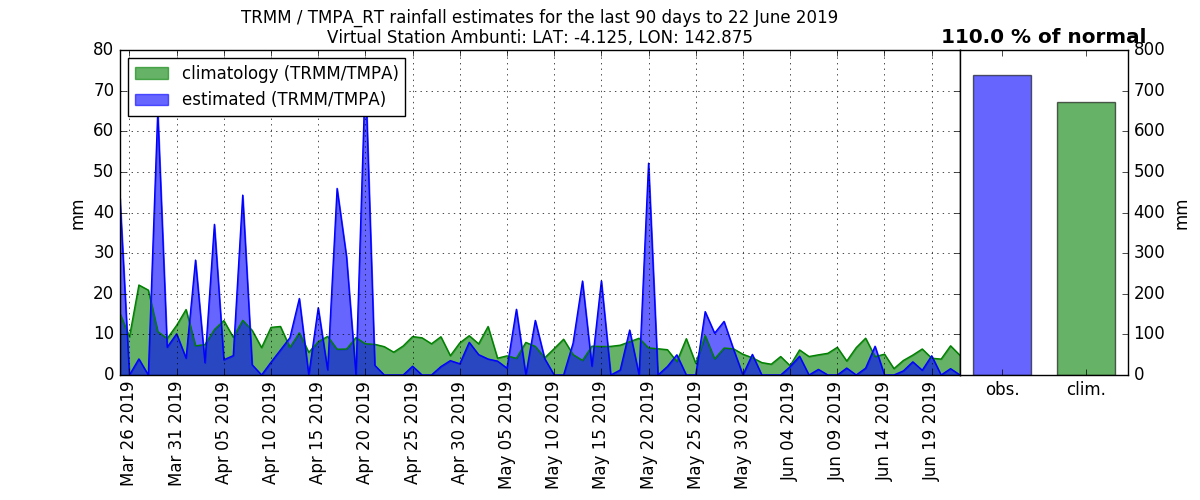 TRMM / TMPA_RT rainfall estimates for the last 90 days to 22 June 2019
Virtual Station Ambunti: LAT: -4.125, LON: 142.875
110.0 % of normal
climatology (TRMM/TMPA)
estimated (TRMM/TMPA)
80
70
60
50
40
30
20
10
0
mm
Mar 26 2019
Mar 31 2019
Apr 05 2019
Apr 10 2019
Apr 15 2019
Apr 20 2019
Apr 25 2019
Apr 30 2019
May 05 2019
May 10 2019
May 15 2019
May 20 2019
May 25 2019
May 30 2019
Jun 04 2019
Jun 09 2019
Jun 14 2019
Jun 19 2019
800
700
600
500
400
300
200
100
0
mm
obs.
clim.